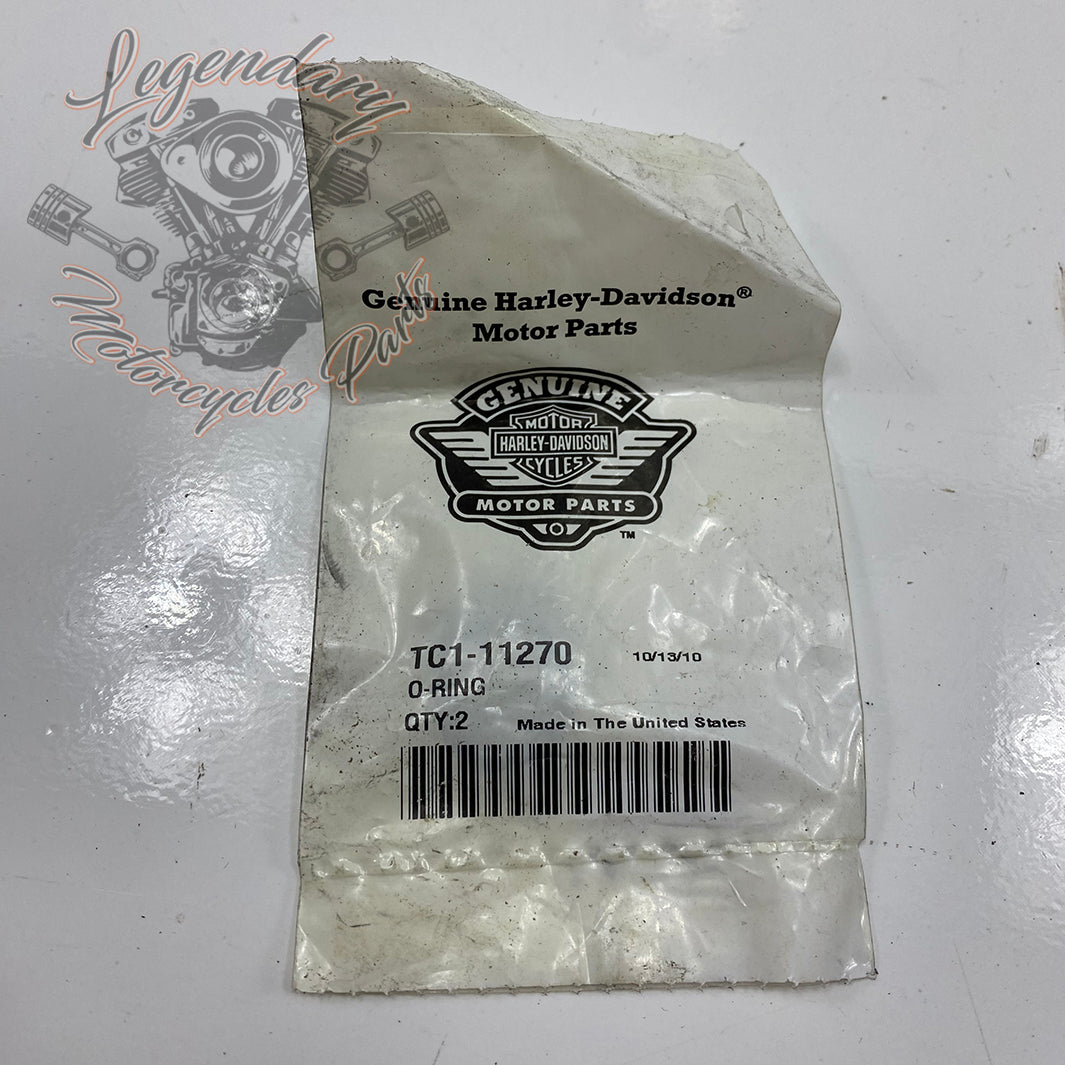 Legendary
Motorcycles Parts
Genuine Harley-Davidson®
Motor Parts
GENUINE
MOTOR
HARLEY-DAVIDSON
CYCLES
MOTOR PARTS
TM
TC1-11270 10/13/10
O-RING
QTY:2 Made in The United States